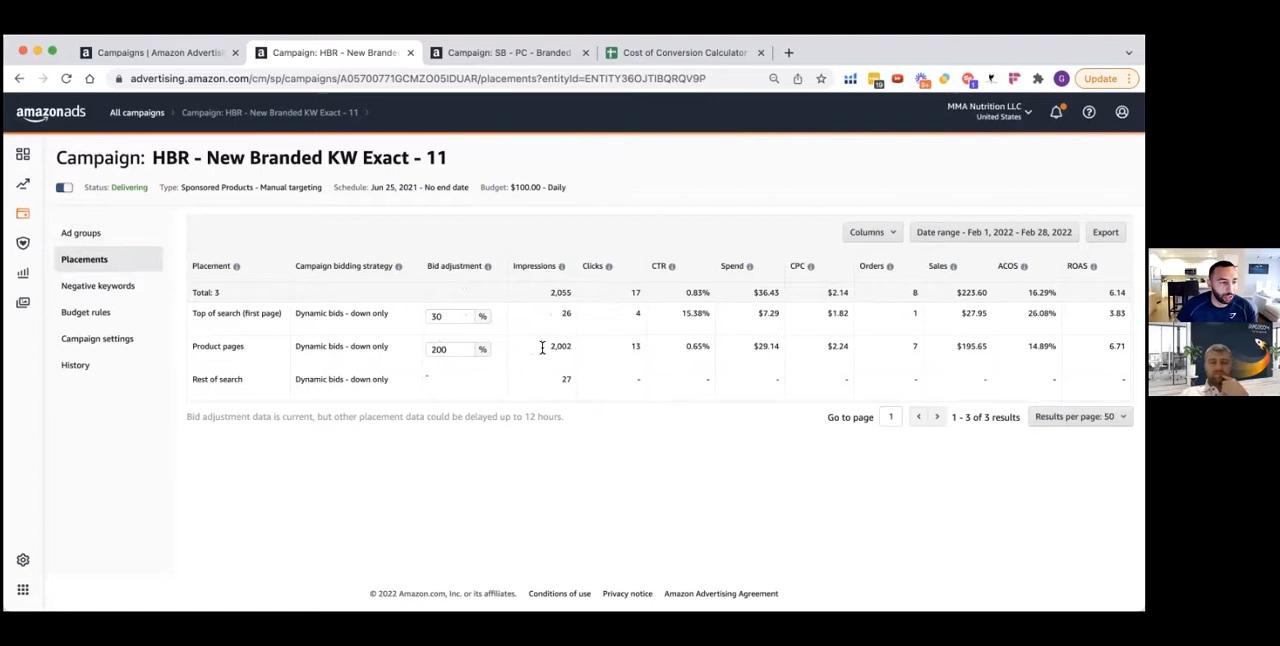 Campaigns | Amazon Advertisi
Campaign: HBR - New Brande
Campaign: SB - PC - Branded
Cost of Conversion Calculator
advertising.amazon.com/cm/sp/campaigns/A05700771GCMZO05IDUAR/placements?entityId=ENTITY36OJTIBQRQV9P
19
9+
1
G
Update
amazonads
All campaigns
Campaign: HBR - New Branded KW Exact - 11
MMA Nutrition LLC
United States
Campaign: HBR - New Branded KW Exact - 11
Status: Delivering Type: Sponsored Products - Manual targeting Schedule: Jun 25, 2021 - No end date Budget: $100.00 - Daily
Ad groups
Placements
Negative keywords
Budget rules
Campaign settings
History
Columns Date range - Feb 1, 2022 - Feb 28, 2022 Export
Placement Campaign bidding strategy Bid adjustment Impressions Clicks CTR Spend CPC Orders Sales ACOS ROAS
Total: 3 2,055 17 0.83% $36.43 $2.14 8 $223.60 16.29% 6.14
Top of search (first page) Dynamic bids - down only 30 % 26 4 15.38% $7.29 $1.82 1 $27.95 26.08% 3.83
Product pages Dynamic bids - down only 200 % 2,002 13 0.65% $29.14 $2.24 7 $195.65 14.89% 6.71
Rest of search Dynamic bids - down only - 27 - - - - - - - -
Bid adjustment data is current, but other placement data could be delayed up to 12 hours.
Go to page 1 1 - 3 of 3 results Results per page: 50
© 2022 Amazon.com, Inc. or its affiliates. Conditions of use Privacy notice Amazon Advertising Agreement